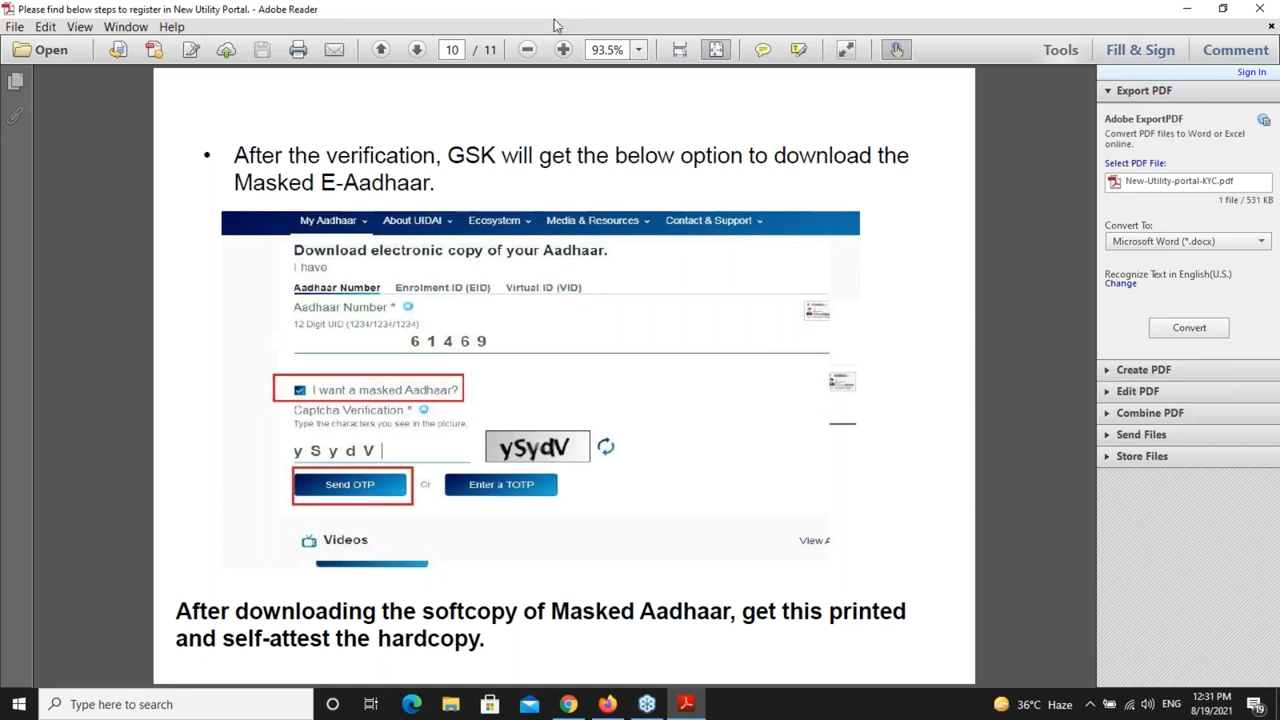 Please find below steps to register in New Utility Portal. - Adobe Reader
File Edit View Window Help
Open 10 / 11 93.5% Tools Fill & Sign Comment
Sign In
Export PDF
Adobe ExportPDF
Convert PDF files to Word or Excel
online.
Select PDF File:
New-Utility-portal-KYC.pdf
1 file / 531 KB
Convert To:
Microsoft Word (*.docx)
Recognize Text in English(U.S.)
Change
Convert
Create PDF
Edit PDF
Combine PDF
Send Files
Store Files
• After the verification, GSK will get the below option to download the
Masked E-Aadhaar.
My Aadhaar About UIDAI Ecosystem Media & Resources Contact & Support
Download electronic copy of your Aadhaar.
I have
Aadhaar Number Enrolment ID (EID) Virtual ID (VID)
Aadhaar Number *
12 Digit UID (1234/1234/1234)
6 1 4 6 9
I want a masked Aadhaar?
Captcha Verification *
Type the characters you see in the picture.
y S y d V
ySydV
Send OTP Or Enter a TOTP
Videos View A
After downloading the softcopy of Masked Aadhaar, get this printed
and self-attest the hardcopy.
Type here to search
36°C Haze ENG
12:31 PM
8/19/2021
19